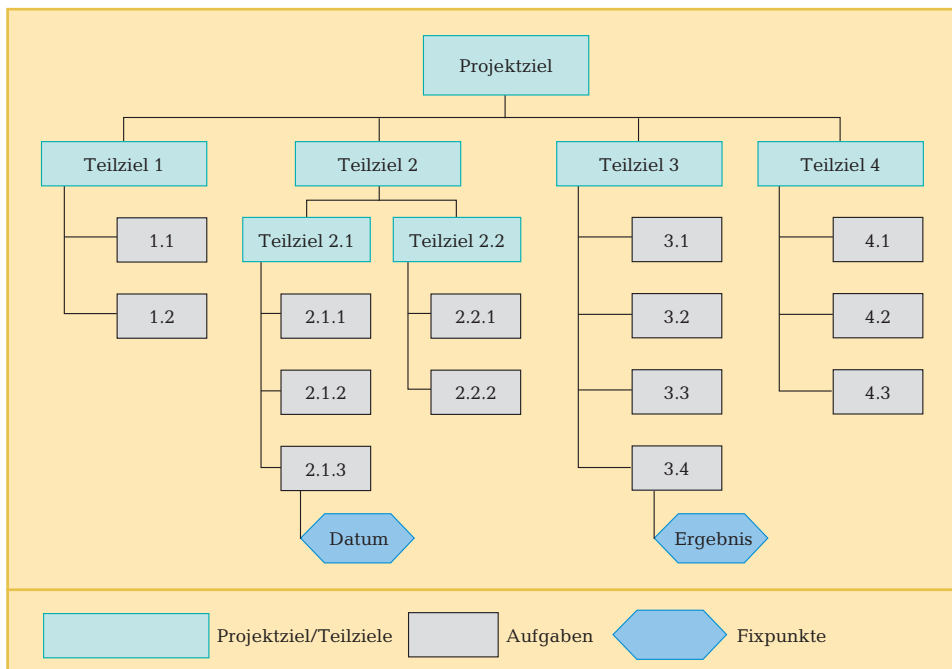 Projektziel
Teilziel 1
Teilziel 2
Teilziel 3
Teilziel 4
1.1
Teilziel 2.1
Teilziel 2.2
3.1
4.1
1.2
2.1.1
2.2.1
3.2
4.2
2.1.2
2.2.2
3.3
4.3
2.1.3
3.4
Datum
Ergebnis
Projektziel/Teilziele
Aufgaben
Fixpunkte